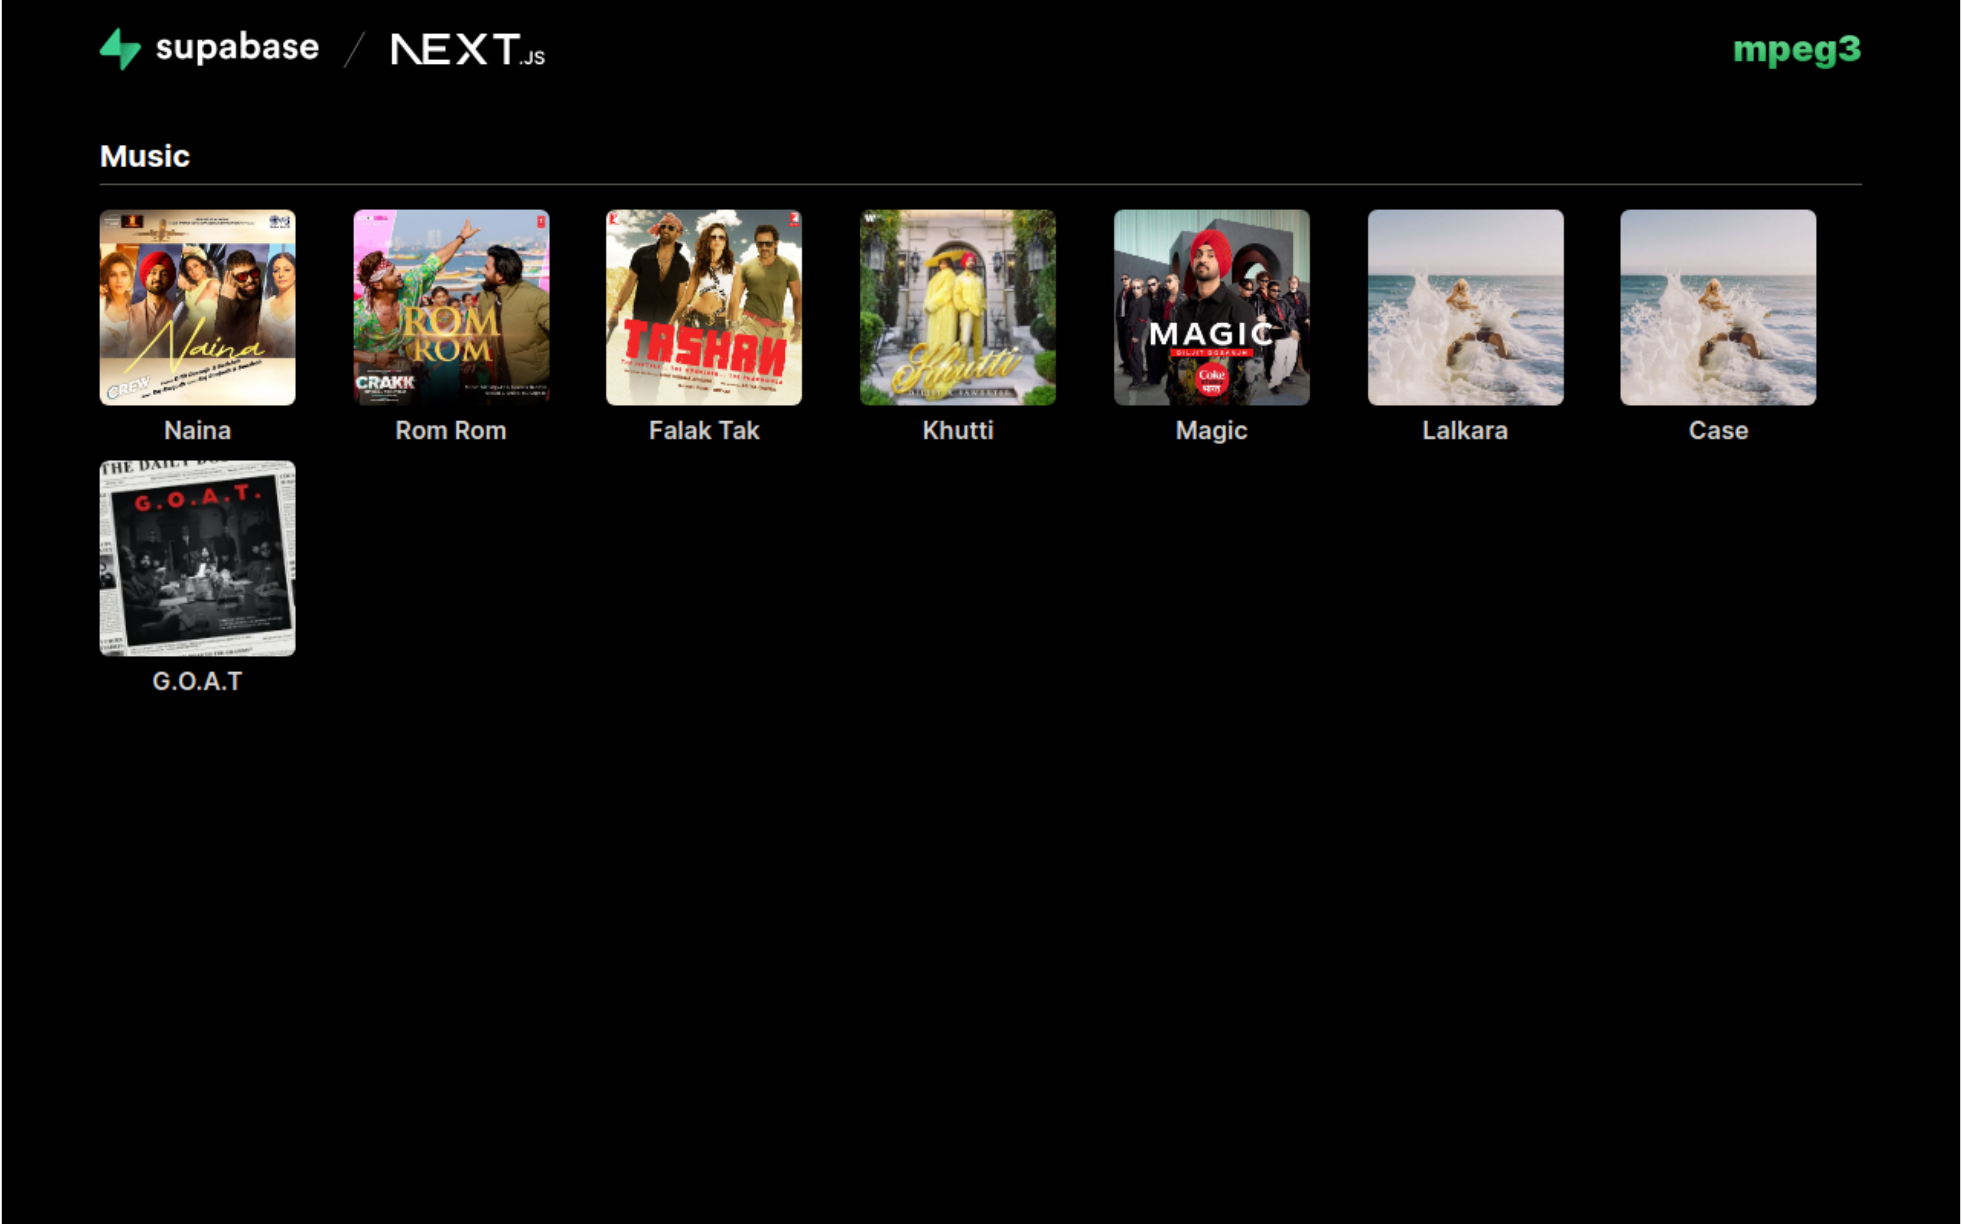 supabase / NEXT.JS
mpeg3
Music
Naina
CREW
ROM
ROM
CRAKK
TASHAN
Khutti
MAGIC
DILJIT DOSANJH
Coke
Naina
Rom Rom
Falak Tak
Khutti
Magic
Lalkara
Case
THE DAILY
G.O.A.T.
G.O.A.T